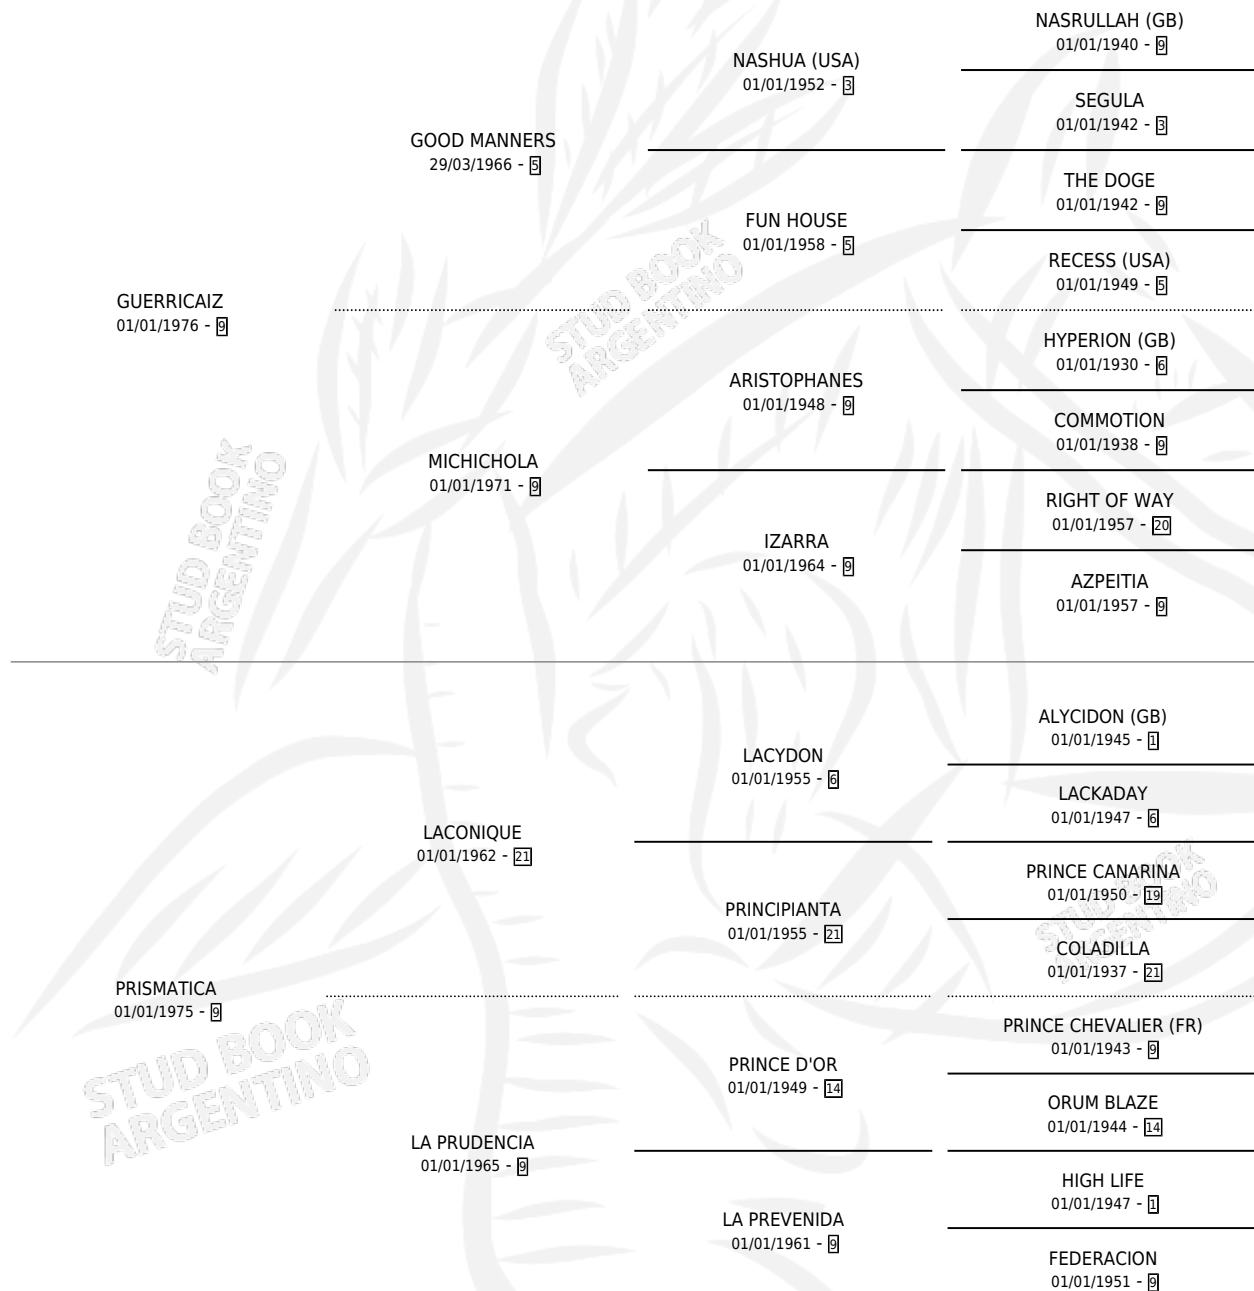 NASRULLAH (GB)
01/01/1940 - 9
NASHUA (USA)
01/01/1952 - 3
SEGULA
01/01/1942 - 3
GOOD MANNERS
29/03/1966 - 5
THE DOGE
01/01/1942 - 9
FUN HOUSE
01/01/1958 - 5
RECESS (USA)
01/01/1949 - 5
GUERRICAIZ
01/01/1976 - 9
HYPERION (GB)
01/01/1930 - 6
ARISTOPHANES
01/01/1948 - 9
COMMOTION
01/01/1938 - 9
MICHICHOLA
01/01/1971 - 9
RIGHT OF WAY
01/01/1957 - 20
IZARRA
01/01/1964 - 9
AZPEITIA
01/01/1957 - 9
ALYCIDON (GB)
01/01/1945 - 1
LACYDON
01/01/1955 - 6
LACKADAY
01/01/1947 - 6
LACONIQUE
01/01/1962 - 21
PRINCE CANARINA
01/01/1950 - 19
PRINCIPIANTA
01/01/1955 - 21
COLADILLA
01/01/1937 - 21
PRISMATICA
01/01/1975 - 9
PRINCE CHEVALIER (FR)
01/01/1943 - 9
PRINCE D'OR
01/01/1949 - 14
ORUM BLAZE
01/01/1944 - 14
LA PRUDENCIA
01/01/1965 - 9
HIGH LIFE
01/01/1947 - 1
LA PREVENIDA
01/01/1961 - 9
FEDERACION
01/01/1951 - 9
STUD BOOK
ARGENTINO
STUD BOOK
ARGENTINO
STUD BOOK
ARGENTINO
STUD BOOK
ARGENTINO